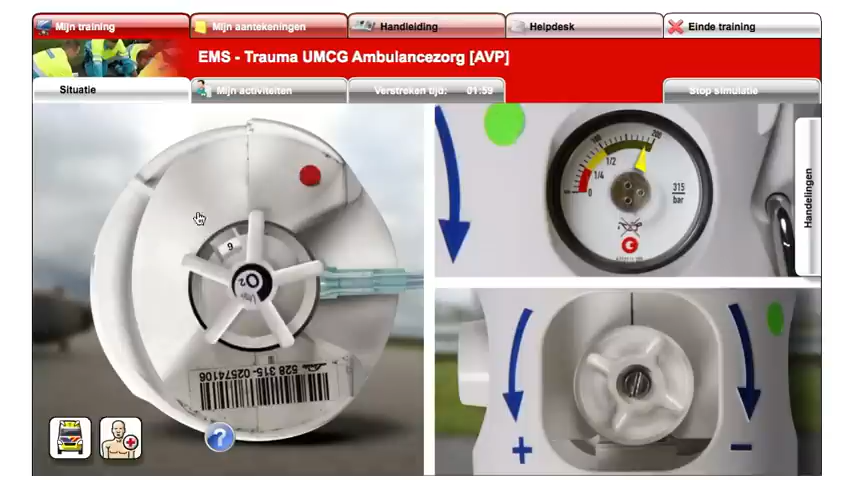 Mijn training
Mijn aantekeningen
Handleiding
Helpdesk
Einde training
EMS - Trauma UMCG Ambulancezorg [AVP]
Situatie
Mijn activiteiten
Verstreken tijd: 01:59
Stop simulatie
9
O2
528 315- 02574106
200
100
1/2
1/4
0
315
bar
G
Handelingen
+
-
?